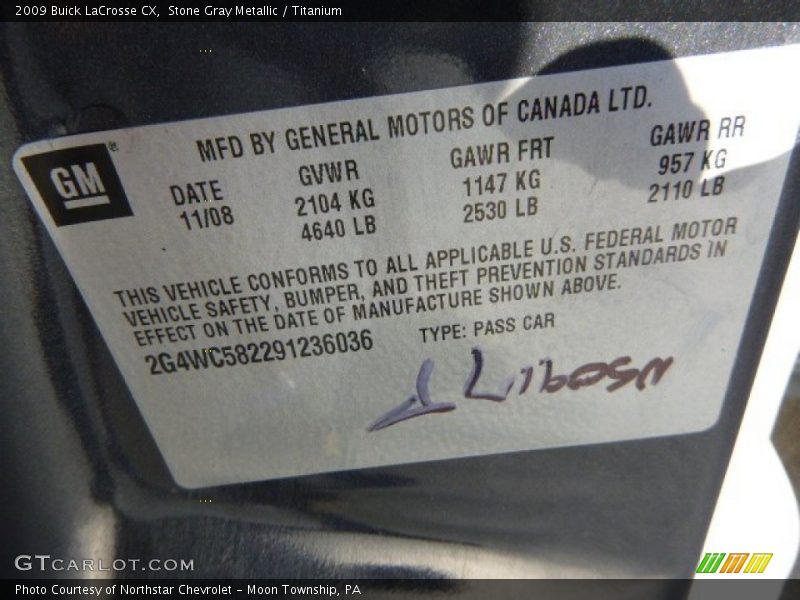 2009 Buick LaCrosse CX,  Stone Gray Metallic / Titanium
GM®
MFD BY GENERAL MOTORS OF CANADA LTD.
DATE GVWR GAWR FRT GAWR RR
11/08 2104 KG 1147 KG 957 KG
4640 LB 2530 LB 2110 LB
THIS VEHICLE CONFORMS TO ALL APPLICABLE U.S. FEDERAL MOTOR
VEHICLE SAFETY, BUMPER, AND THEFT PREVENTION STANDARDS IN
EFFECT ON THE DATE OF MANUFACTURE SHOWN ABOVE.
2G4WC582291236036 TYPE: PASS CAR
GTCARLOT.COM
Photo Courtesy of Northstar Chevrolet - Moon Township, PA